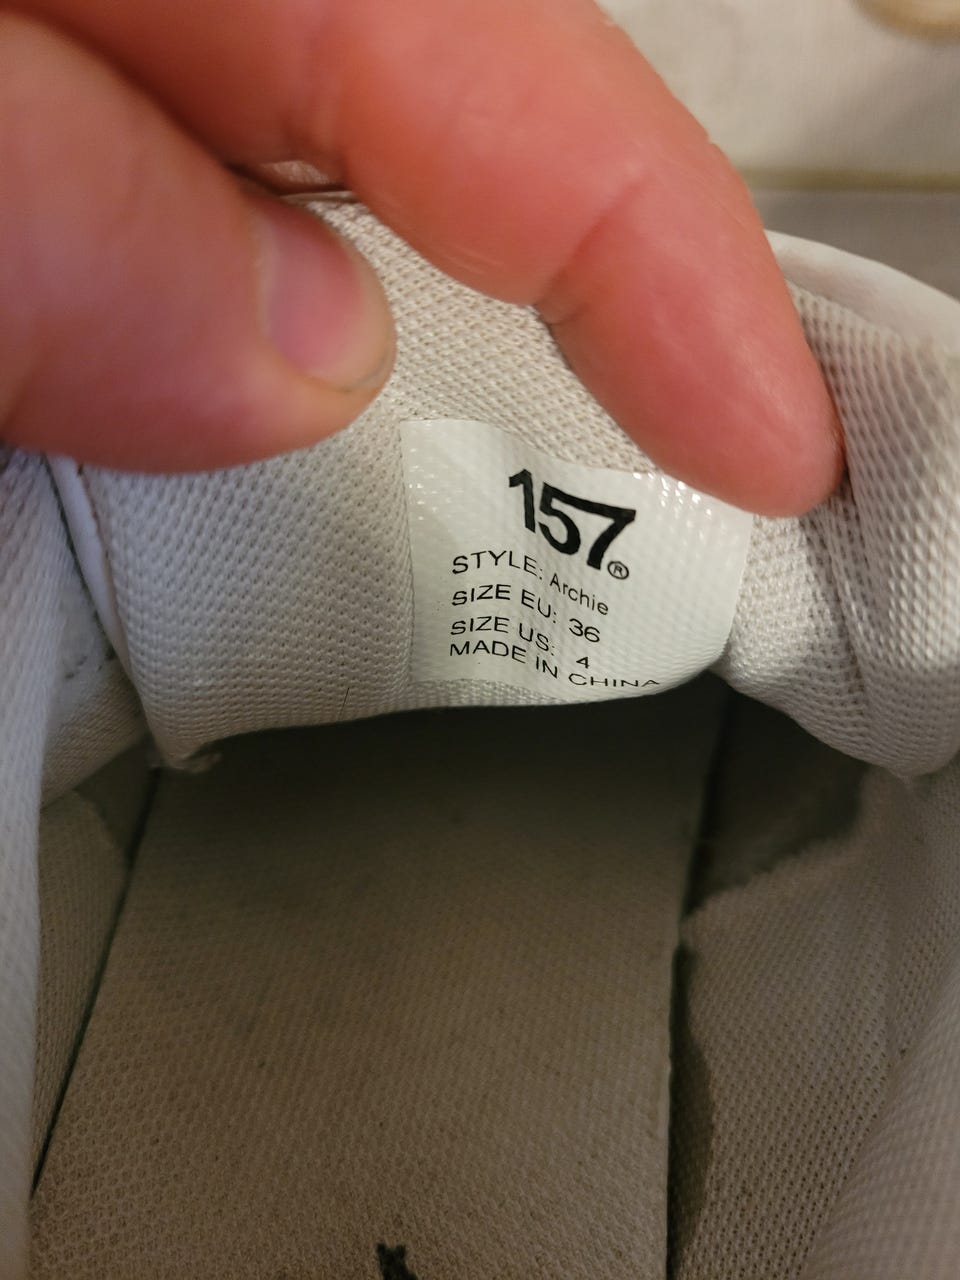 157®
STYLE: Archie
SIZE EU: 36
SIZE US: 4
MADE IN CHINA